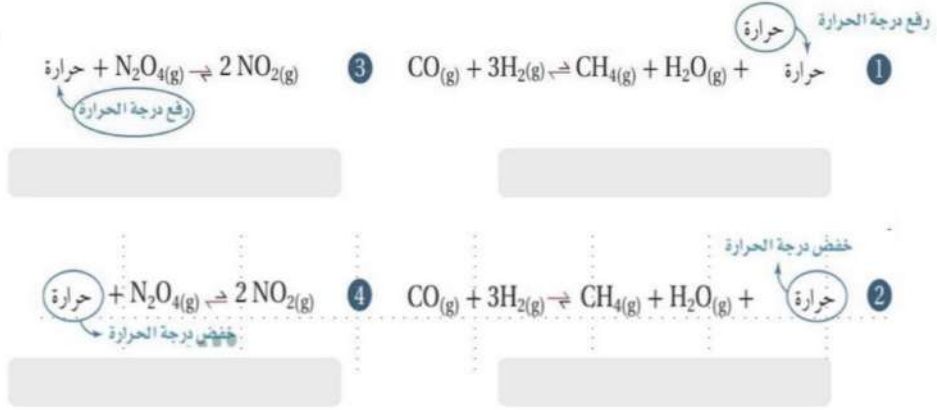 رفع درجة الحرارة
حرارة
1 CO(g) + 3H₂(g) ⇌ CH₄(g) + H₂O(g) + حرارة
3 حرارة + N₂O₄(g) ⇌ 2 NO₂(g)
رفع درجة الحرارة
خفض درجة الحرارة
2 CO(g) + 3H₂(g) ⇌ CH₄(g) + H₂O(g) + حرارة
4 حرارة + N₂O₄(g) ⇌ 2 NO₂(g)
خفض درجة الحرارة